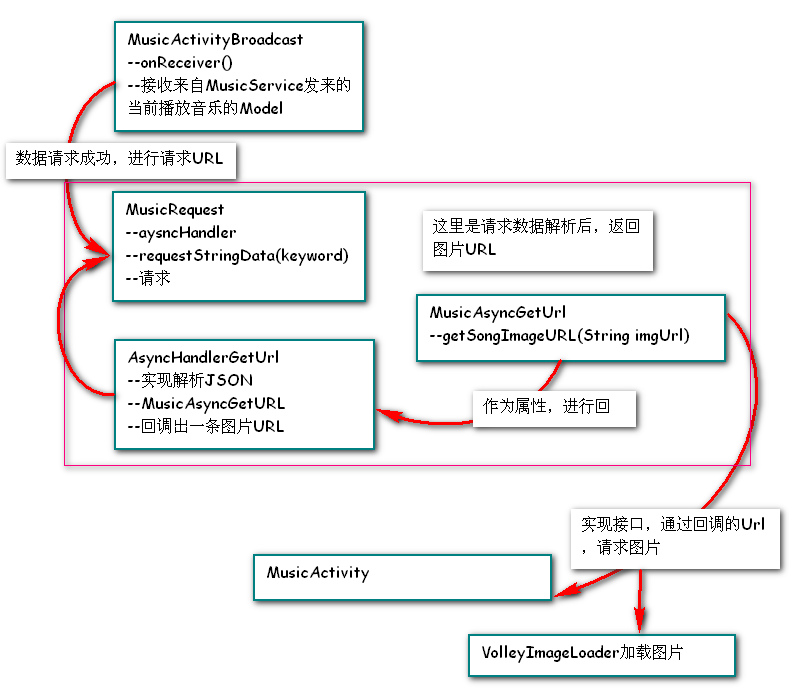 MusicActivityBroadcast
--onReceiver()
--接收来自MusicService发来的
当前播放音乐的Model
数据请求成功，进行请求URL
MusicRequest
--aysncHandler
--requestStringData(keyword)
--请求
这里是请求数据解析后，返回
图片URL
MusicAsyncGetUrl
--getSongImageURL(String imgUrl)
AsyncHandlerGetUrl
--实现解析JSON
--MusicAsyncGetURL
--回调出一条图片URL
作为属性，进行回
实现接口，通过回调的Url
，请求图片
MusicActivity
VolleyImageLoader加载图片